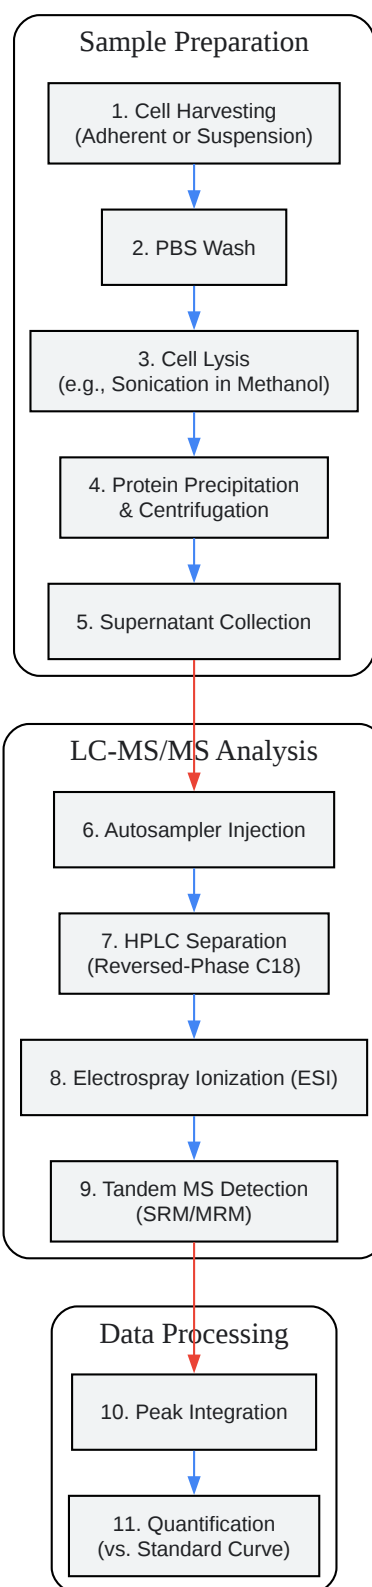 Sample Preparation
1. Cell Harvesting
(Adherent or Suspension)
2. PBS Wash
3. Cell Lysis
(e.g., Sonication in Methanol)
4. Protein Precipitation
& Centrifugation
5. Supernatant Collection
LC-MS/MS Analysis
6. Autosampler Injection
7. HPLC Separation
(Reversed-Phase C18)
8. Electrospray Ionization (ESI)
9. Tandem MS Detection
(SRM/MRM)
Data Processing
10. Peak Integration
11. Quantification
(vs. Standard Curve)